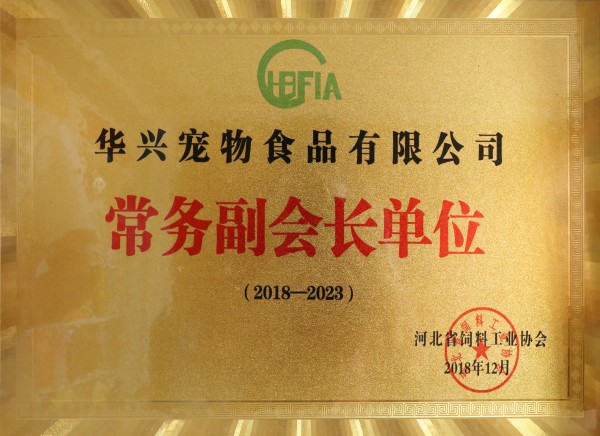 HBFIA
华兴宠物食品有限公司
常务副会长单位
（2018—2023）
河北省饲料工业协会
2018年12月